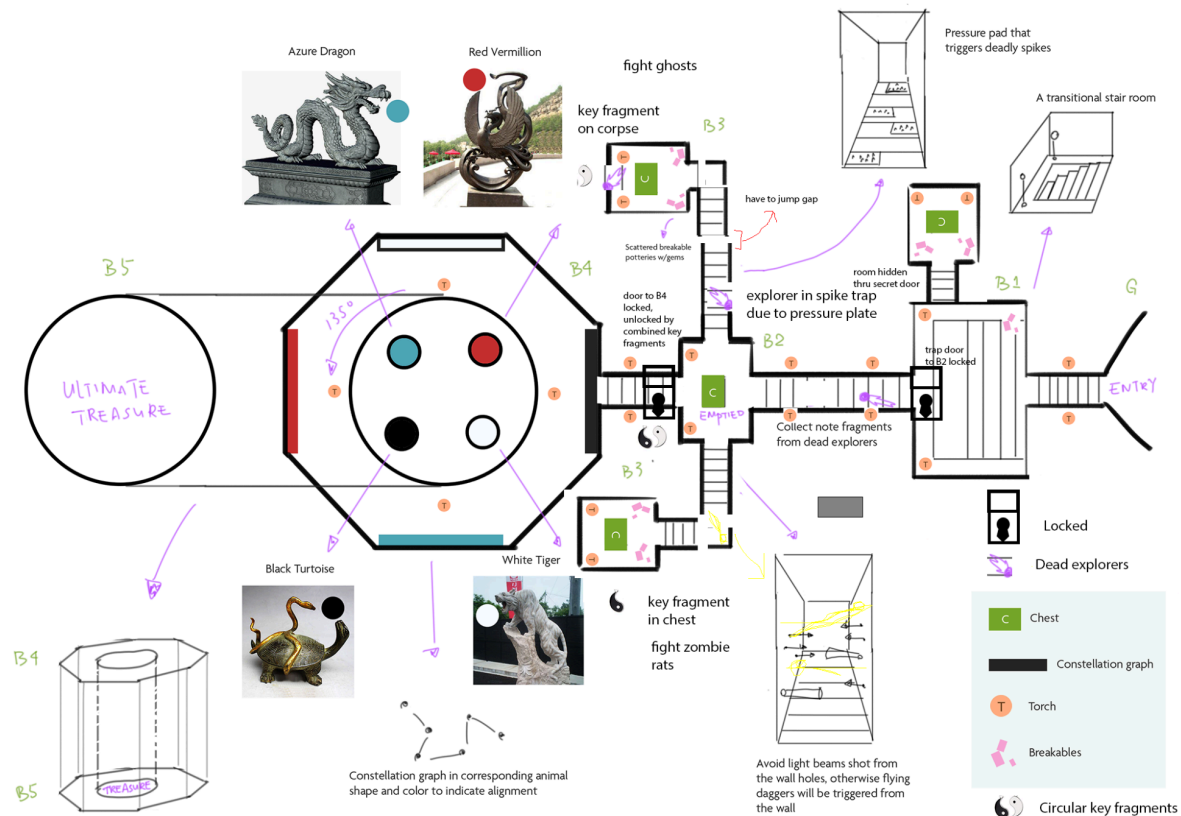 Azure Dragon
Red Vermillion
fight ghosts
key fragment
on corpse
B3
Pressure pad that
triggers deadly spikes
A transitional stair room
T
C
T
have to jump gap
Scattered breakable
potteries w/gems
T
T
C
room hidden
thru secret door
B1
G
B5
B4
135°
T
door to B4
locked,
unlocked by
combined key
fragments
explorer in spike trap
due to pressure plate
B2
T
trap door
to B2 locked
ULTIMATE
TREASURE
T
T
T
T
C
EMPTIED
T
T
T
T
T
T
T
T
T
ENTRY
Collect note fragments
from dead explorers
B3
T
T
C
T
T
Black Turtoise
White Tiger
key fragment
in chest
fight zombie
rats
Locked
Dead explorers
C
Chest
Constellation graph
T
Torch
Breakables
Circular key fragments
B4
B5
TREASURE
Constellation graph in corresponding animal
shape and color to indicate alignment
Avoid light beams shot from
the wall holes, otherwise flying
daggers will be triggered from
the wall